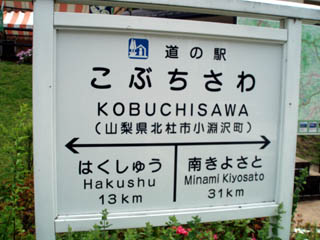 道の駅
こぶちさわ
KOBUCHISAWA
(山梨県北杜市小淵沢町)
はくしゅう
Hakushu
13km
南きよさと
Minami Kiyosato
31km